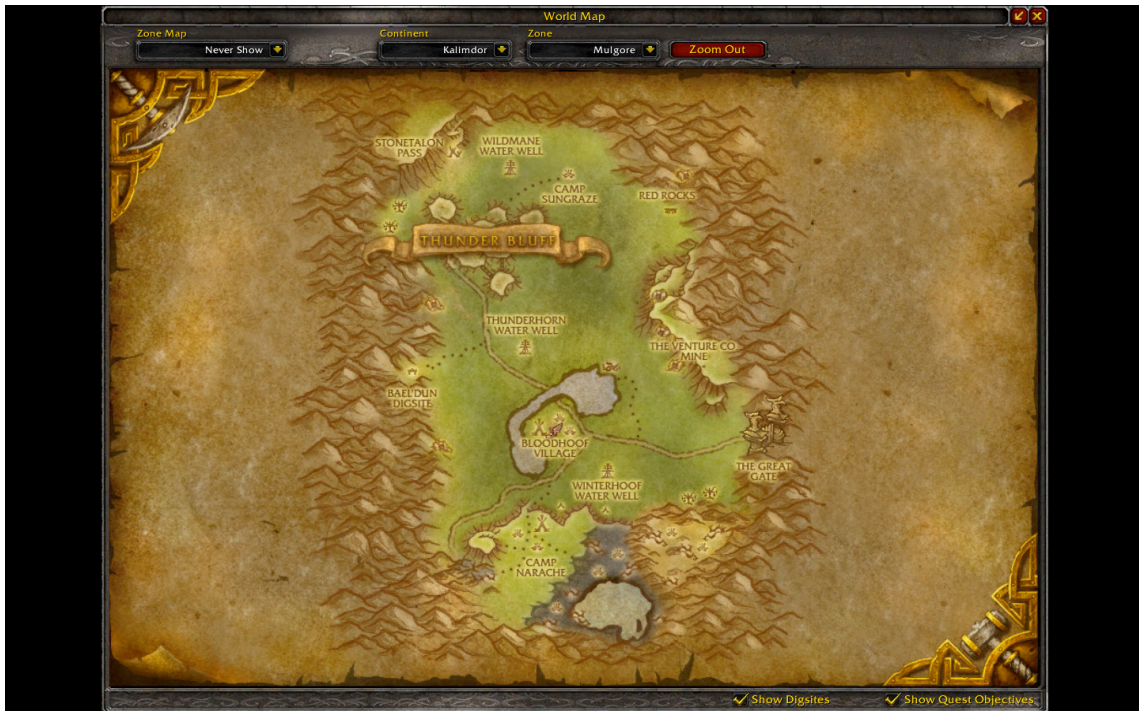 World Map
Zone Map
Continent
Zone
Never Show
Kalimdor
Mulgore
Zoom Out
STONETALON
PASS
WILDMANE
WATER WELL
CAMP
SUNGRAZE
RED ROCKS
THUNDER BLUFF
THUNDERHORN
WATER WELL
THE VENTURE CO.
MINE
BAEL'DUN
DIGSITE
BLOODHOOF
VILLAGE
THE GREAT
GATE
WINTERHOOF
WATER WELL
CAMP
NARACHE
Show Digsites
Show Quest Objectives